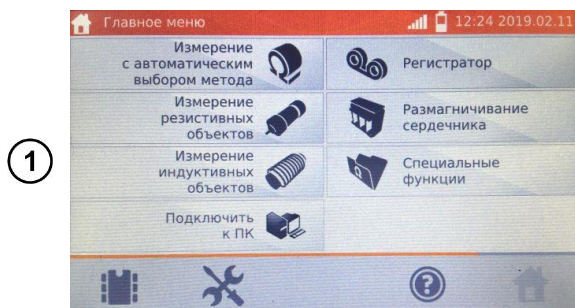 Главное меню
12:24 2019.02.11
Измерение
с автоматическим
выбором метода
Регистратор
Измерение
резистивных
объектов
Размагничивание
сердечника
1
Измерение
индуктивных
объектов
Специальные
функции
Подключить
к ПК